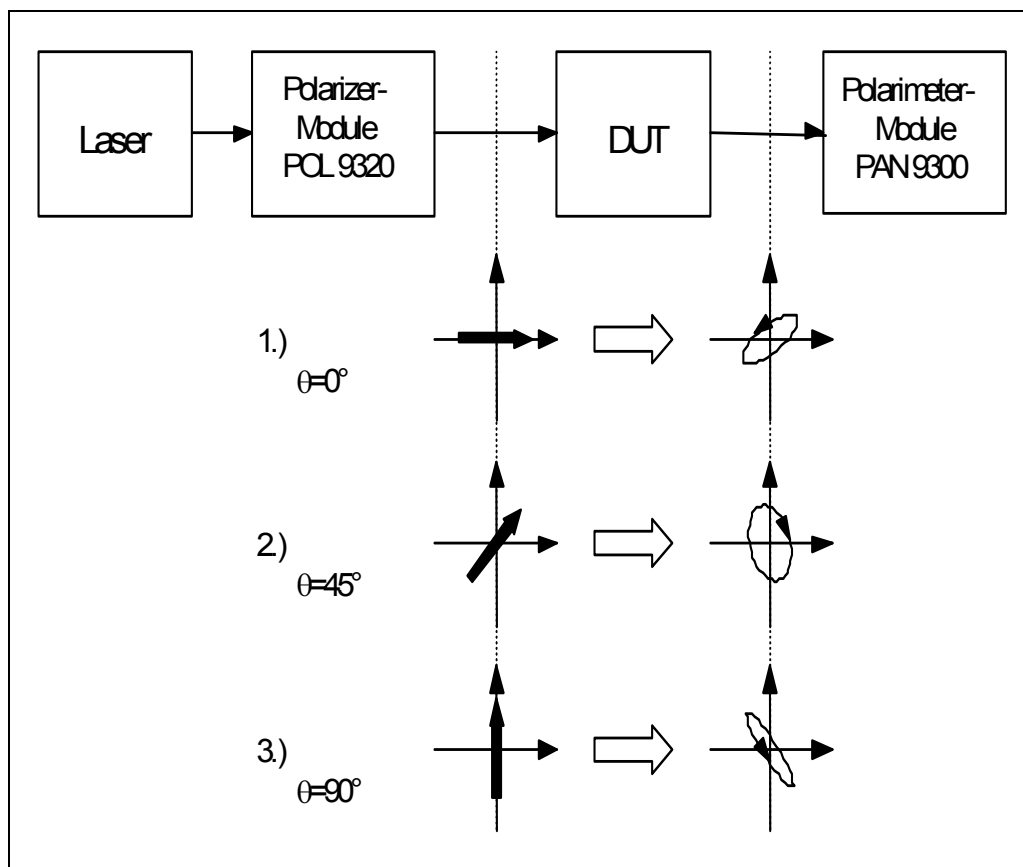 Laser
Polarizer-
Module
POL 9320
DUT
Polarimeter-
Module
PAN 9300
1.)
θ=0°
2.)
θ=45°
3.)
θ=90°